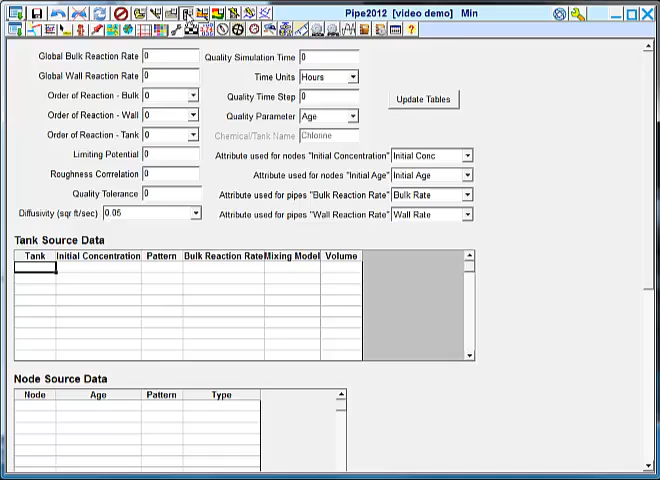 Pipe2012 [video demo] Min
Global Bulk Reaction Rate 0
Quality Simulation Time 0
Global Wall Reaction Rate 0
Time Units Hours
Order of Reaction - Bulk 0
Quality Time Step 0
Update Tables
Order of Reaction - Wall 0
Quality Parameter Age
Order of Reaction - Tank 0
Chemical/Tank Name Chlorine
Limiting Potential 0
Attribute used for nodes "Initial Concentration" Initial Conc
Roughness Corrrelation 0
Attribute used for nodes "Initial Age" Initial Age
Quality Tolerance 0
Attribute used for pipes "Bulk Reaction Rate" Bulk Rate
Diffusivity (sqr ft/sec) 0.05
Attribute used for pipes "Wall Reaction Rate" Wall Rate
Tank Source Data
Tank Initial Concentration Pattern Bulk Reaction Rate Mixing Model Volume
Node Source Data
Node Age Pattern Type